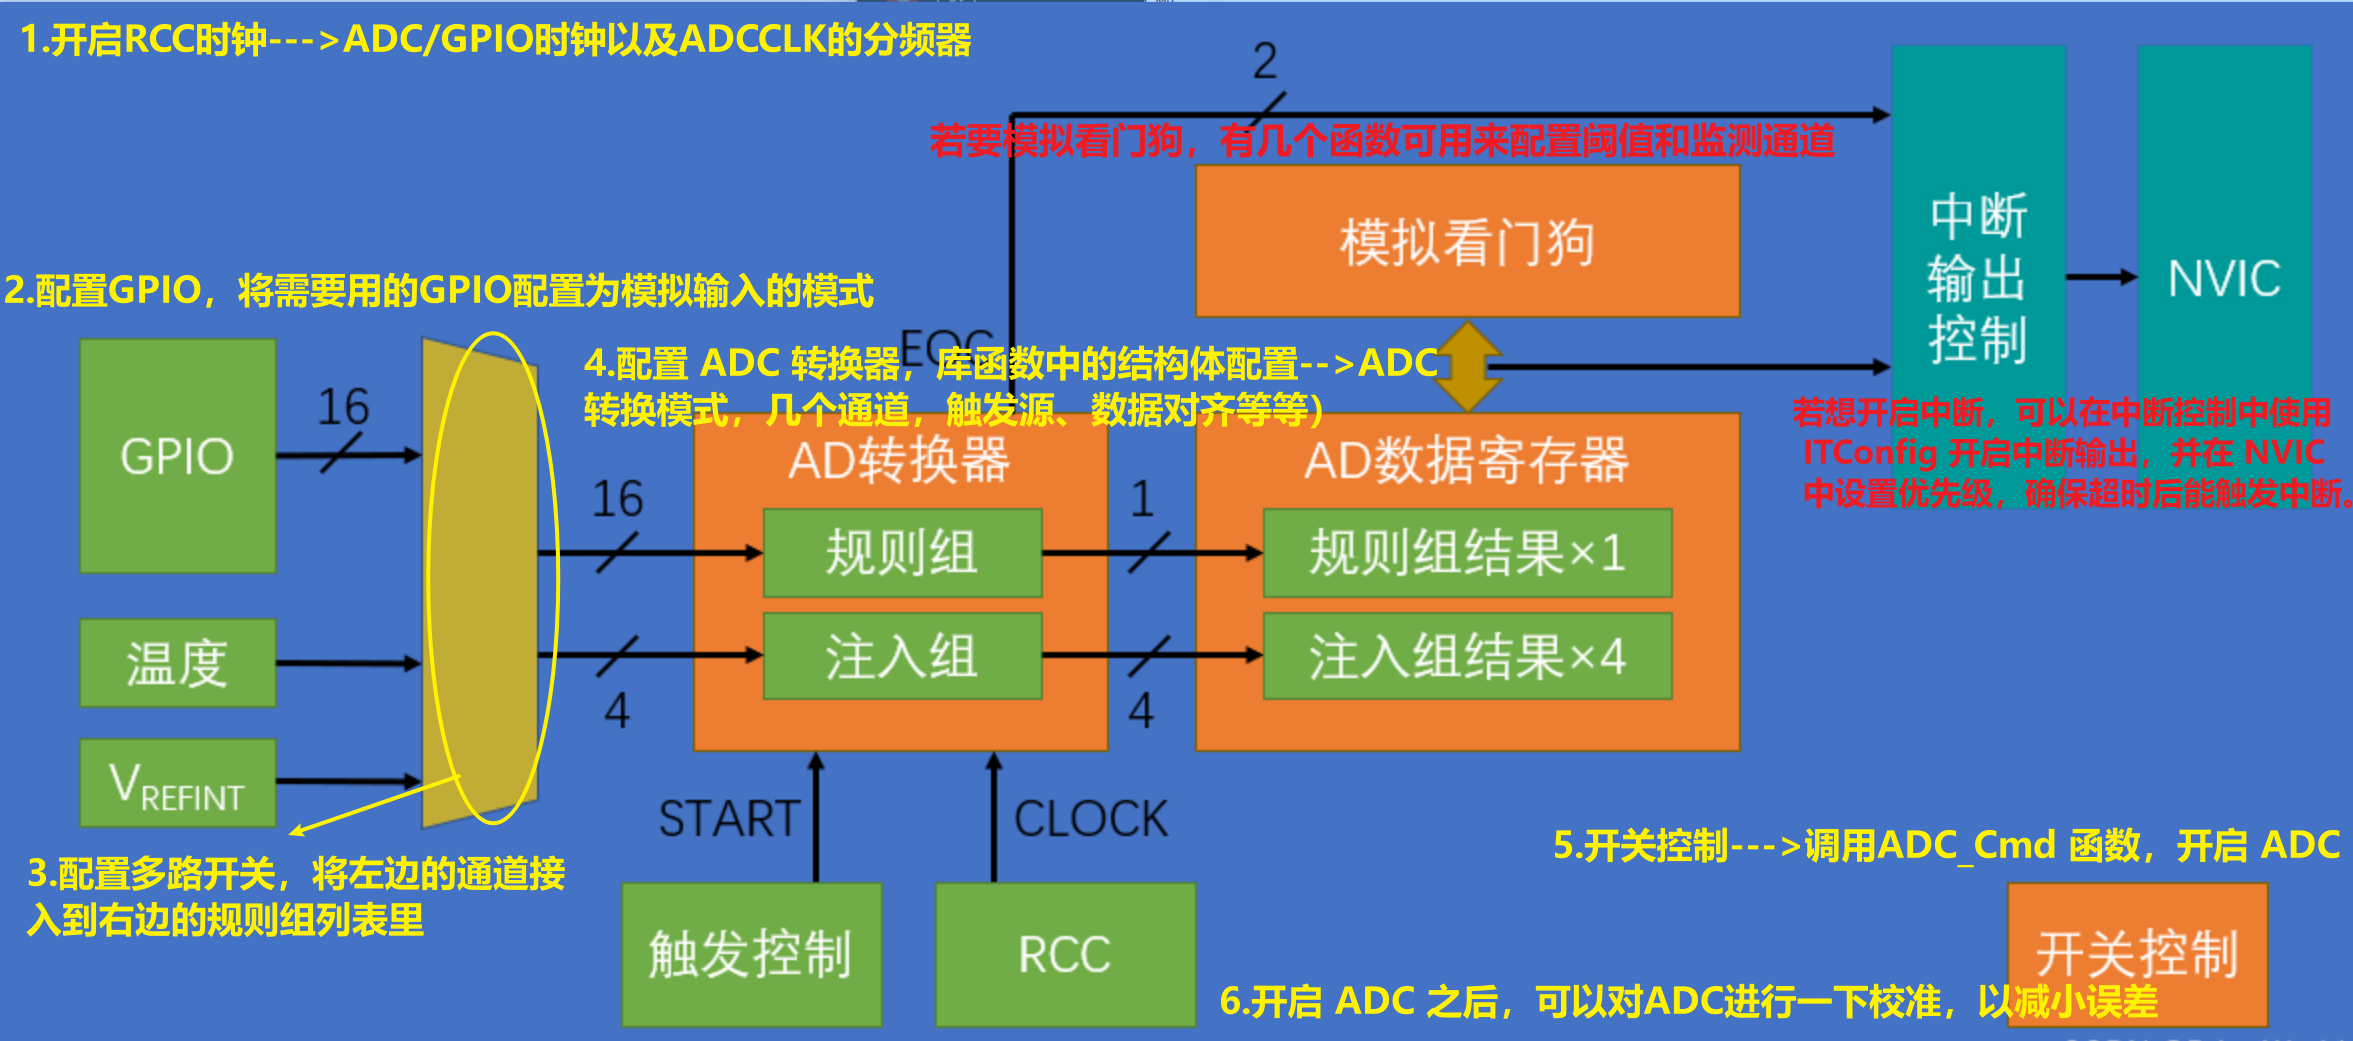 1.开启RCC时钟--->ADC/GPIO时钟以及ADCCLK的分频器
2
若要模拟看门狗，有几个函数可用来配置阈值和监测通道
模拟看门狗
中断
输出
控制
NVIC
2.配置GPIO，将需要用的GPIO配置为模拟输入的模式
EOC
4.配置 ADC 转换器，库函数中的结构体配置-->ADC
转换模式，几个通道，触发源、数据对齐等等）
若想开启中断，可以在中断控制中使用
ITConfig 开启中断输出，并在 NVIC
中设置优先级，确保超时后能触发中断。
GPIO
16
AD转换器
AD数据寄存器
16
规则组
1
规则组结果×1
温度
4
注入组
4
注入组结果×4
VREFINT
START
CLOCK
3.配置多路开关，将左边的通道接
入到右边的规则组列表里
5.开关控制--->调用ADC_Cmd 函数，开启 ADC
触发控制
RCC
开关控制
6.开启 ADC 之后，可以对ADC进行一下校准，以减小误差